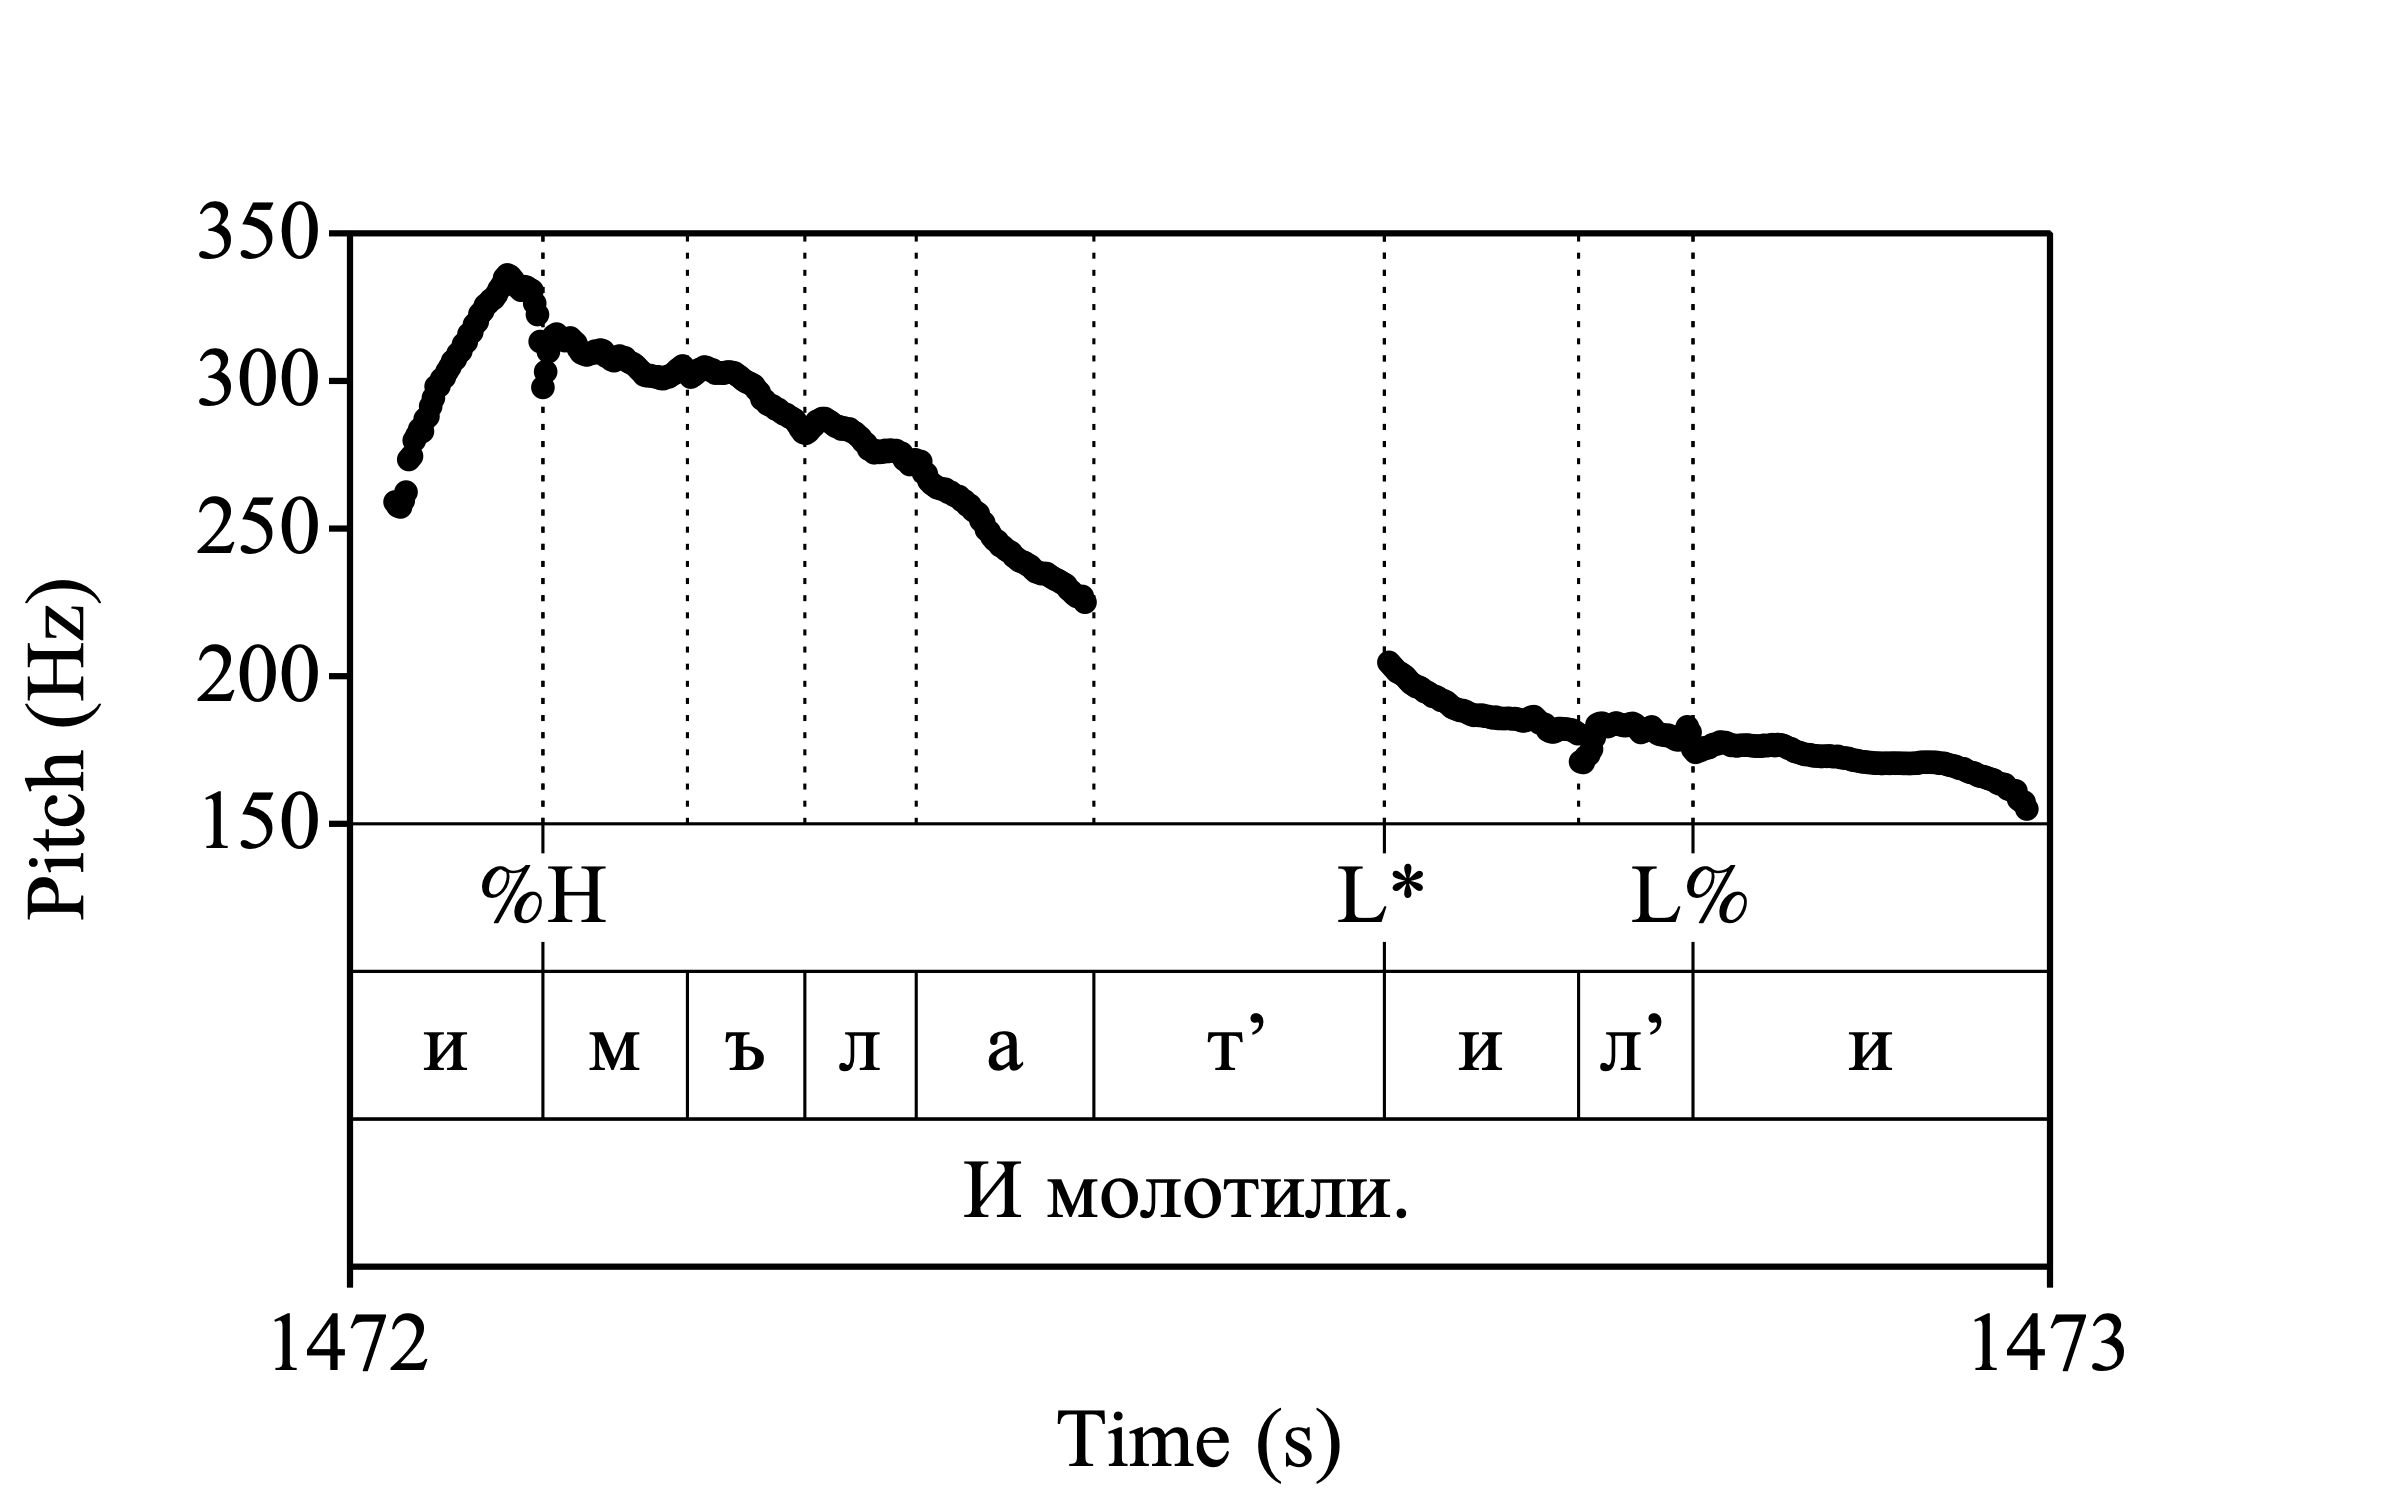 350
300
250
200
150
Pitch (Hz)
%H L* L%
и м ъ л а т’ и л’ и
И молотили.
1472 1473
Time (s)